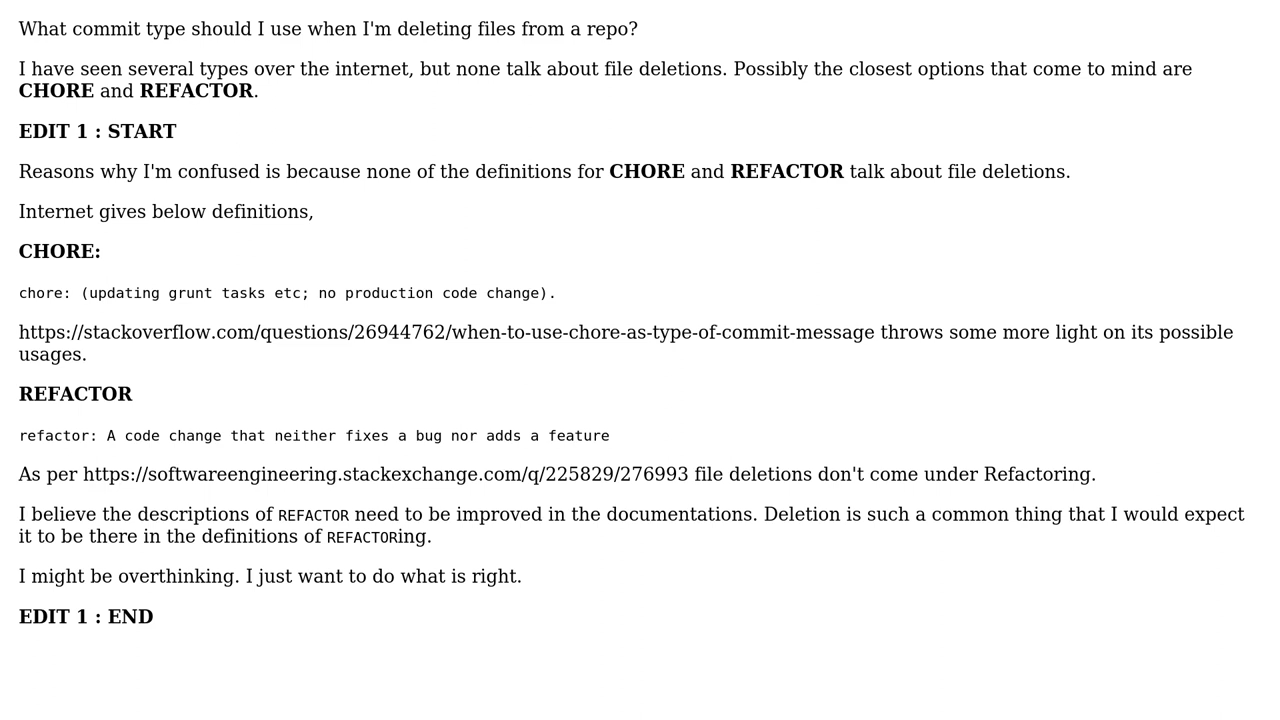 What commit type should I use when I'm deleting files from a repo?
I have seen several types over the internet, but none talk about file deletions. Possibly the closest options that come to mind are
CHORE and REFACTOR.
EDIT 1 : START
Reasons why I'm confused is because none of the definitions for CHORE and REFACTOR talk about file deletions.
Internet gives below definitions,
CHORE:
chore: (updating grunt tasks etc; no production code change).
https://stackoverflow.com/questions/26944762/when-to-use-chore-as-type-of-commit-message throws some more light on its possible
usages.
REFACTOR
refactor: A code change that neither fixes a bug nor adds a feature
As per https://softwareengineering.stackexchange.com/q/225829/276993 file deletions don't come under Refactoring.
I believe the descriptions of REFACTOR need to be improved in the documentations. Deletion is such a common thing that I would expect
it to be there in the definitions of REFACTORing.
I might be overthinking. I just want to do what is right.
EDIT 1 : END